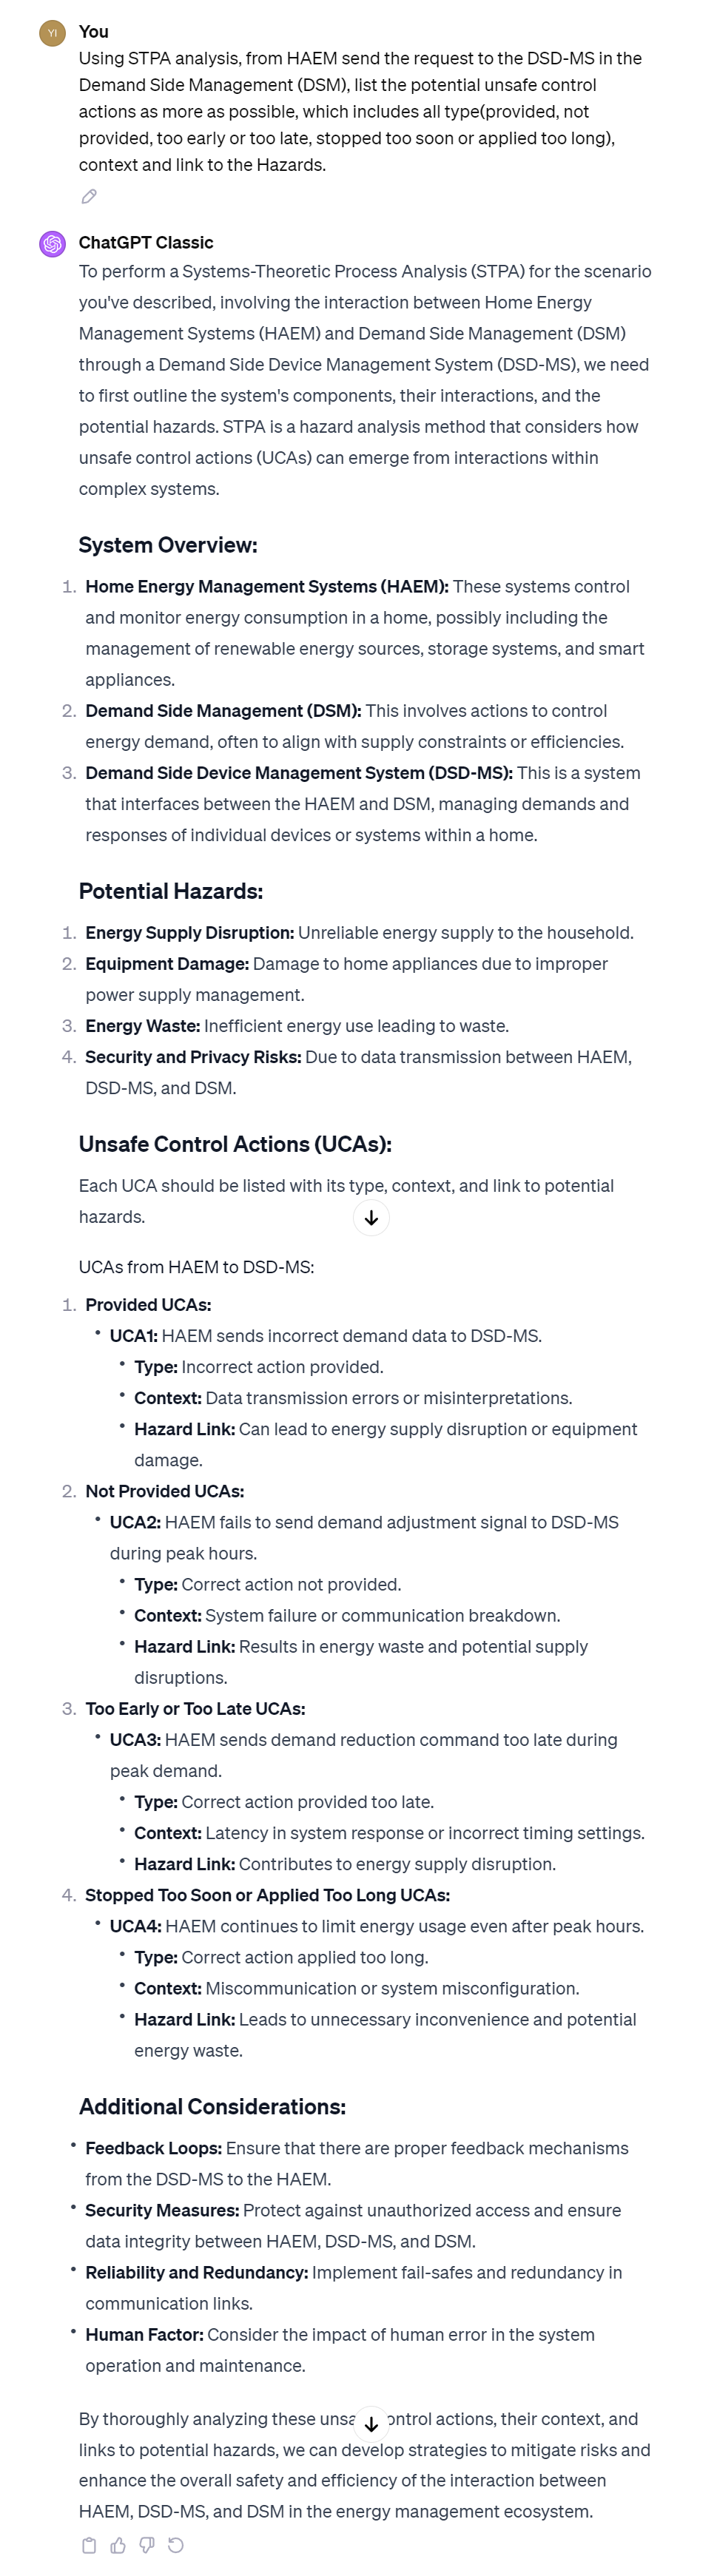 YI
You
Using STPA analysis, from HAEM send the request to the DSD-MS in the
Demand Side Management (DSM), list the potential unsafe control
actions as more as possible, which includes all type(provided, not
provided, too early or too late, stopped too soon or applied too long),
context and link to the Hazards.
ChatGPT Classic
To perform a Systems-Theoretic Process Analysis (STPA) for the scenario
you've described, involving the interaction between Home Energy
Management Systems (HAEM) and Demand Side Management (DSM)
through a Demand Side Device Management System (DSD-MS), we need
to first outline the system's components, their interactions, and the
potential hazards. STPA is a hazard analysis method that considers how
unsafe control actions (UCAs) can emerge from interactions within
complex systems.
System Overview:
1. Home Energy Management Systems (HAEM): These systems control
and monitor energy consumption in a home, possibly including the
management of renewable energy sources, storage systems, and smart
appliances.
2. Demand Side Management (DSM): This involves actions to control
energy demand, often to align with supply constraints or efficiencies.
3. Demand Side Device Management System (DSD-MS): This is a system
that interfaces between the HAEM and DSM, managing demands and
responses of individual devices or systems within a home.
Potential Hazards:
1. Energy Supply Disruption: Unreliable energy supply to the household.
2. Equipment Damage: Damage to home appliances due to improper
power supply management.
3. Energy Waste: Inefficient energy use leading to waste.
4. Security and Privacy Risks: Due to data transmission between HAEM,
DSD-MS, and DSM.
Unsafe Control Actions (UCAs):
Each UCA should be listed with its type, context, and link to potential
hazards.
UCAs from HAEM to DSD-MS:
1. Provided UCAs:
• UCA1: HAEM sends incorrect demand data to DSD-MS.
• Type: Incorrect action provided.
• Context: Data transmission errors or misinterpretations.
• Hazard Link: Can lead to energy supply disruption or equipment
damage.
2. Not Provided UCAs:
• UCA2: HAEM fails to send demand adjustment signal to DSD-MS
during peak hours.
• Type: Correct action not provided.
• Context: System failure or communication breakdown.
• Hazard Link: Results in energy waste and potential supply
disruptions.
3. Too Early or Too Late UCAs:
• UCA3: HAEM sends demand reduction command too late during
peak demand.
• Type: Correct action provided too late.
• Context: Latency in system response or incorrect timing settings.
• Hazard Link: Contributes to energy supply disruption.
4. Stopped Too Soon or Applied Too Long UCAs:
• UCA4: HAEM continues to limit energy usage even after peak hours.
• Type: Correct action applied too long.
• Context: Miscommunication or system misconfiguration.
• Hazard Link: Leads to unnecessary inconvenience and potential
energy waste.
Additional Considerations:
• Feedback Loops: Ensure that there are proper feedback mechanisms
from the DSD-MS to the HAEM.
• Security Measures: Protect against unauthorized access and ensure
data integrity between HAEM, DSD-MS, and DSM.
• Reliability and Redundancy: Implement fail-safes and redundancy in
communication links.
• Human Factor: Consider the impact of human error in the system
operation and maintenance.
By thoroughly analyzing these unsa ontrol actions, their context, and
links to potential hazards, we can develop strategies to mitigate risks and
enhance the overall safety and efficiency of the interaction between
HAEM, DSD-MS, and DSM in the energy management ecosystem.